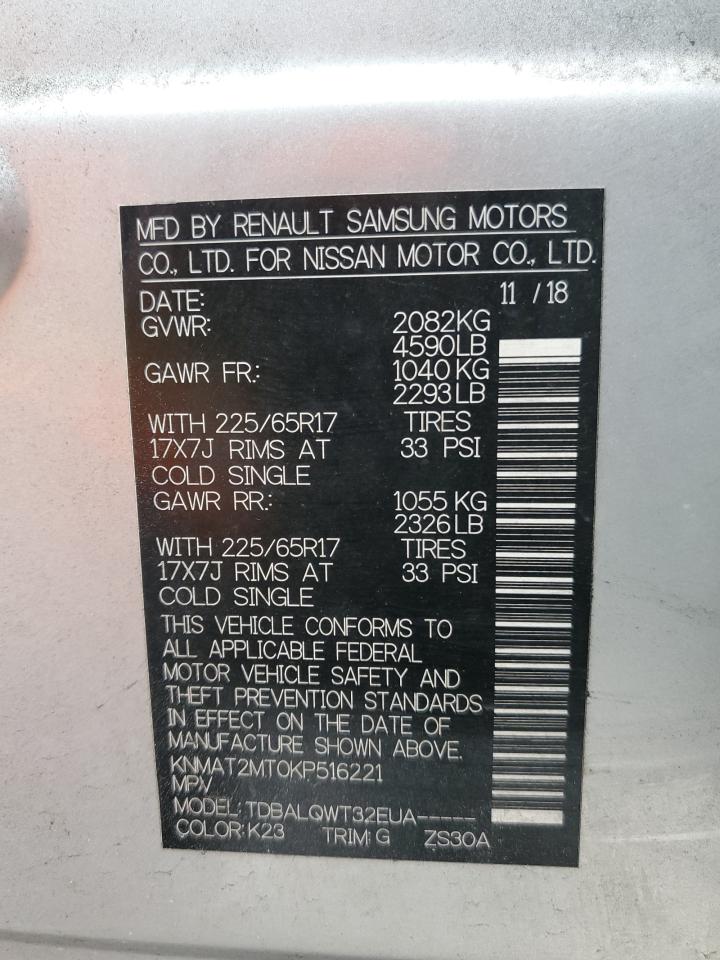 MFD BY RENAULT SAMSUNG MOTORS
CO., LTD. FOR NISSAN MOTOR CO., LTD.
DATE: 11 / 18
GVWR: 2082KG
4590LB
GAWR FR.: 1040KG
2293LB
WITH 225/65R17 TIRES
17X7J RIMS AT 33 PSI
COLD SINGLE
GAWR RR.: 1055KG
2326LB
WITH 225/65R17 TIRES
17X7J RIMS AT 33 PSI
COLD SINGLE
THIS VEHICLE CONFORMS TO
ALL APPLICABLE FEDERAL
MOTOR VEHICLE SAFETY AND
THEFT PREVENTION STANDARDS
IN EFFECT ON THE DATE OF
MANUFACTURE SHOWN ABOVE.
KNMAT2MT0KP516221
MPV
MODEL: TDBALQWT32EUA-----
COLOR: K23 TRIM: G ZS30A